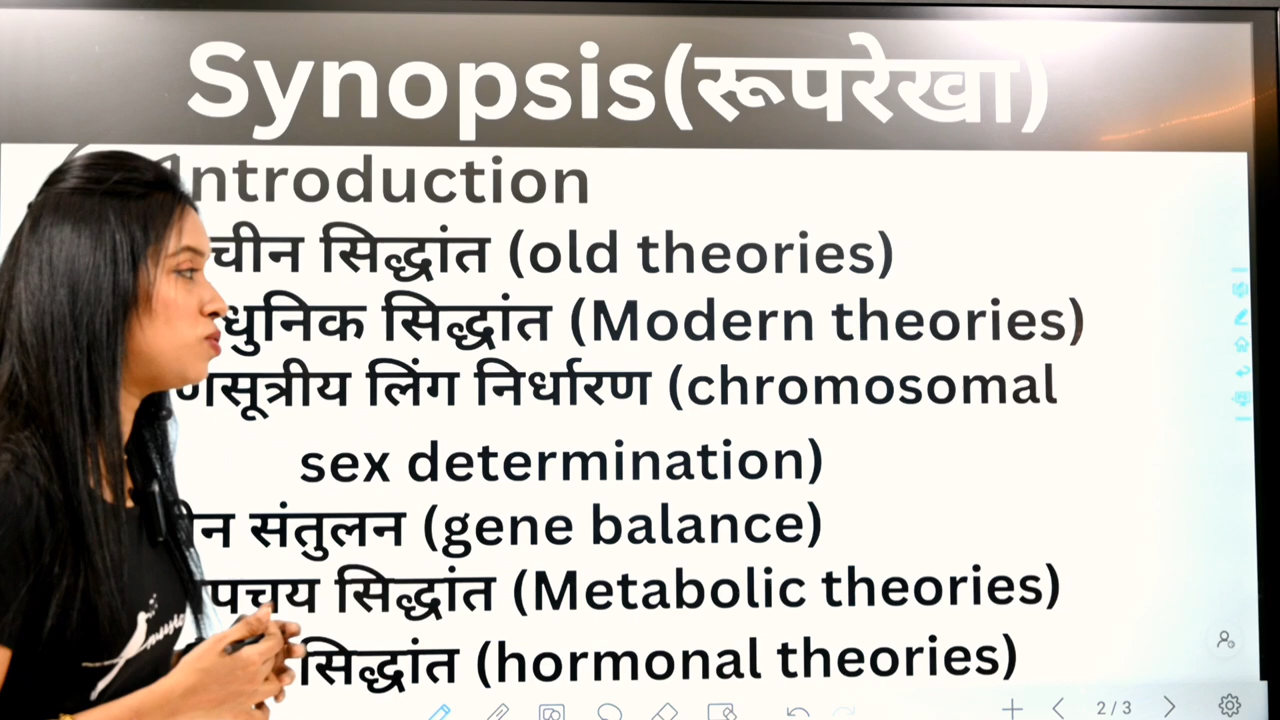 Synopsis(रूपरेखा)
Introduction
सिद्धांत (old theories)
सिद्धांत (Modern theories)
लिंग निर्धारण (chromosomal
sex determination)
संतुलन (gene balance)
सिद्धांत (Metabolic theories)
सिद्धांत (hormonal theories)
music
2/3